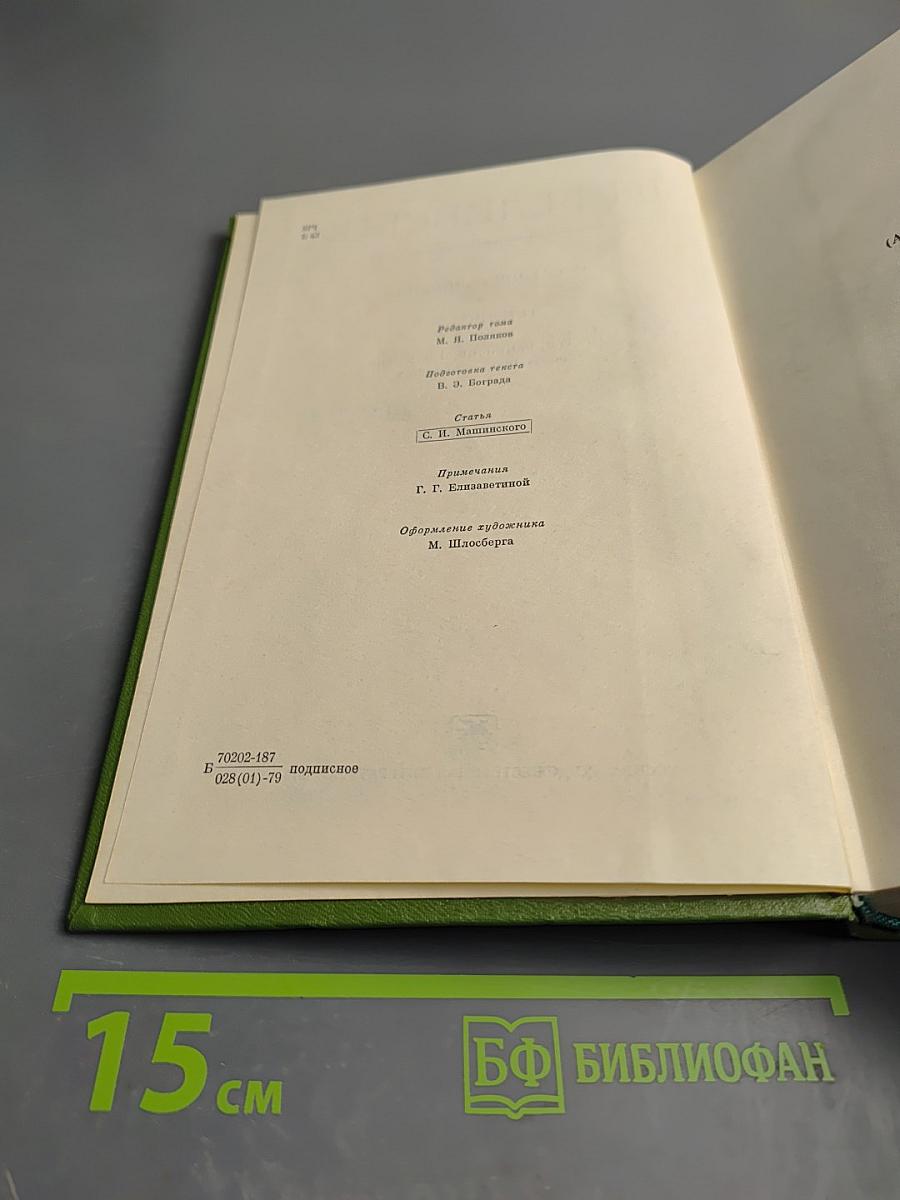 Редактор тома
М. Я. Поляков
Подготовка текста
В. Э. Бограда
Статья
С. И. Машинского
Примечания
Г. Г. Елизаветиной
Оформление художника
М. Шлосберга
Б 70202-187
028(01)-79 подписное
15 см
БФ БИБЛИОФАН